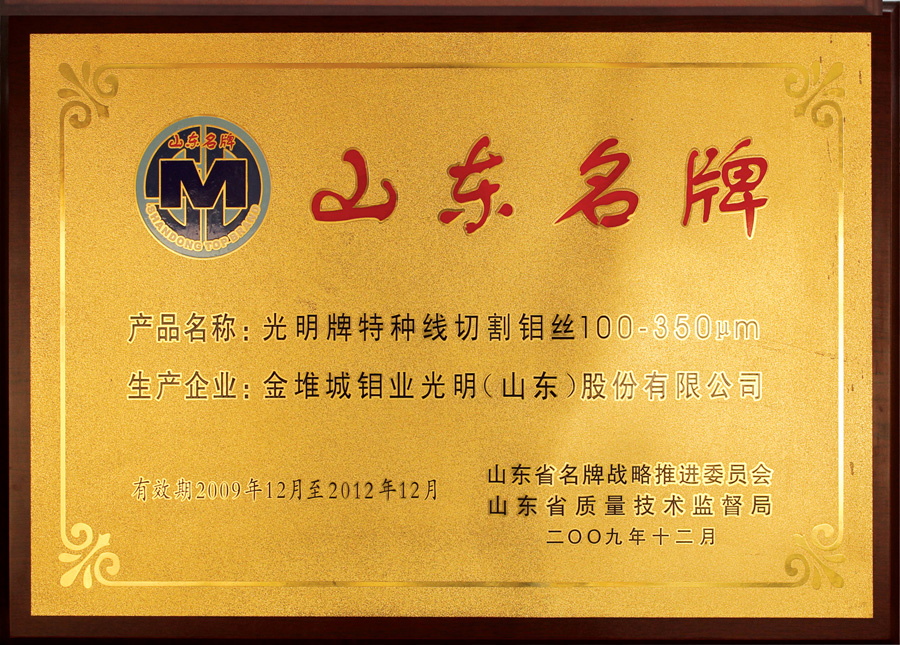 山东名牌
SHANDONG TOP BRAND
山东名牌
产品名称：光明牌特种线切割钼丝100-350μm
生产企业：金堆城钼业光明（山东）股份有限公司
有效期2009年12月至2012年12月
山东省名牌战略推进委员会
山东省质量技术监督局
二〇〇九年十二月